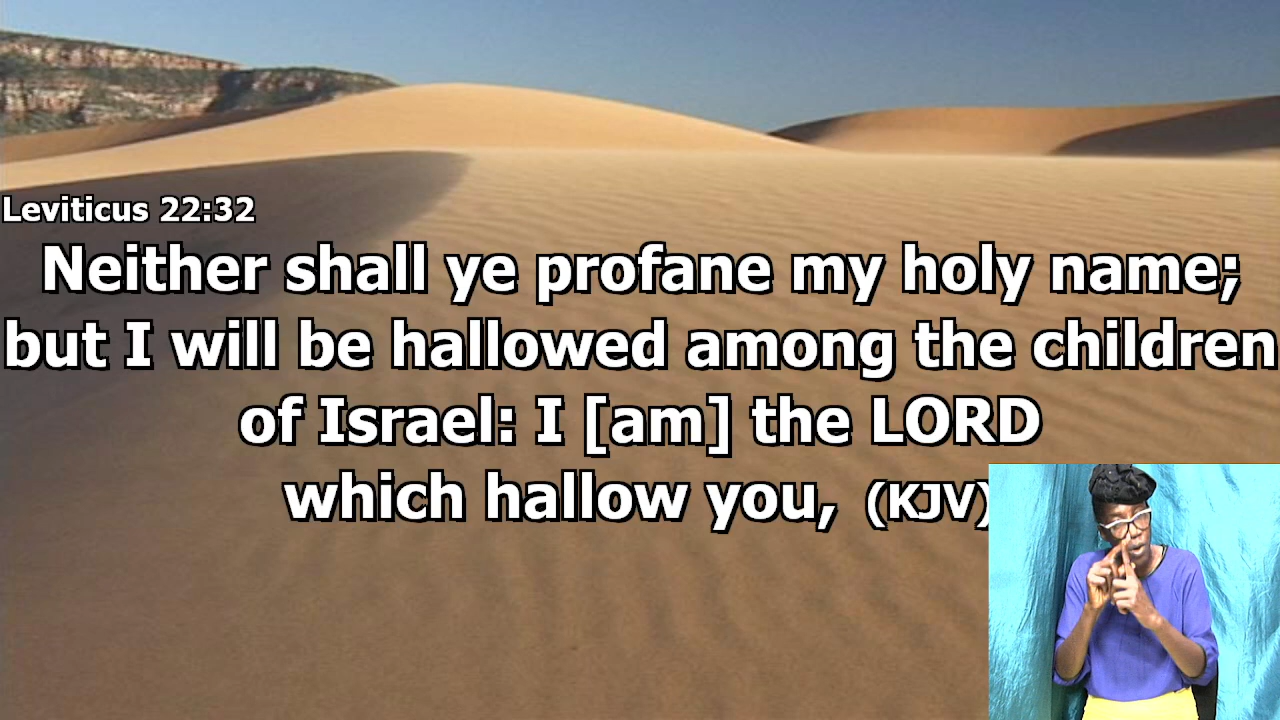 Leviticus 22:32
Neither shall ye profane my holy name;
but I will be hallowed among the children
of Israel: I [am] the LORD
which hallow you, (KJV)